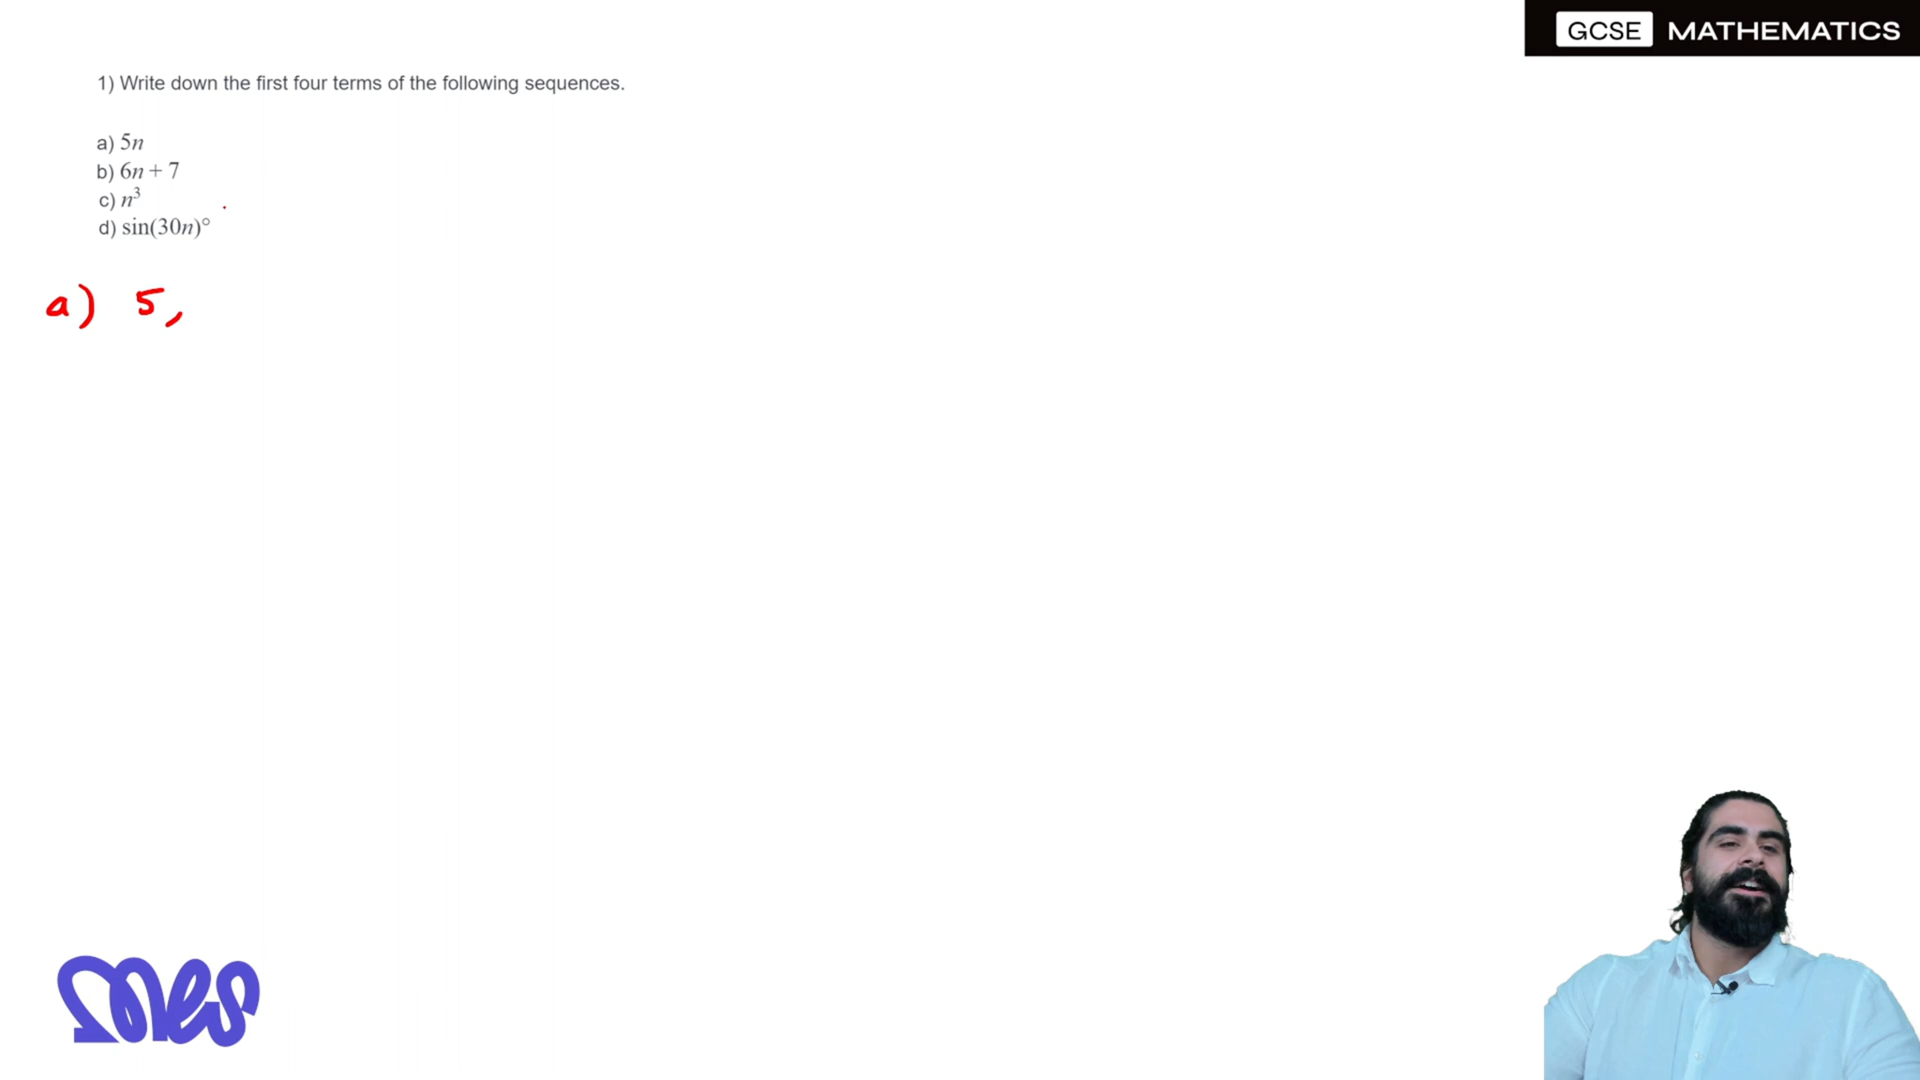 GCSE MATHEMATICS
1) Write down the first four terms of the following sequences.
a) 5n
b) 6n + 7
c) n³
d) sin(30n)°
a) 5,
mes